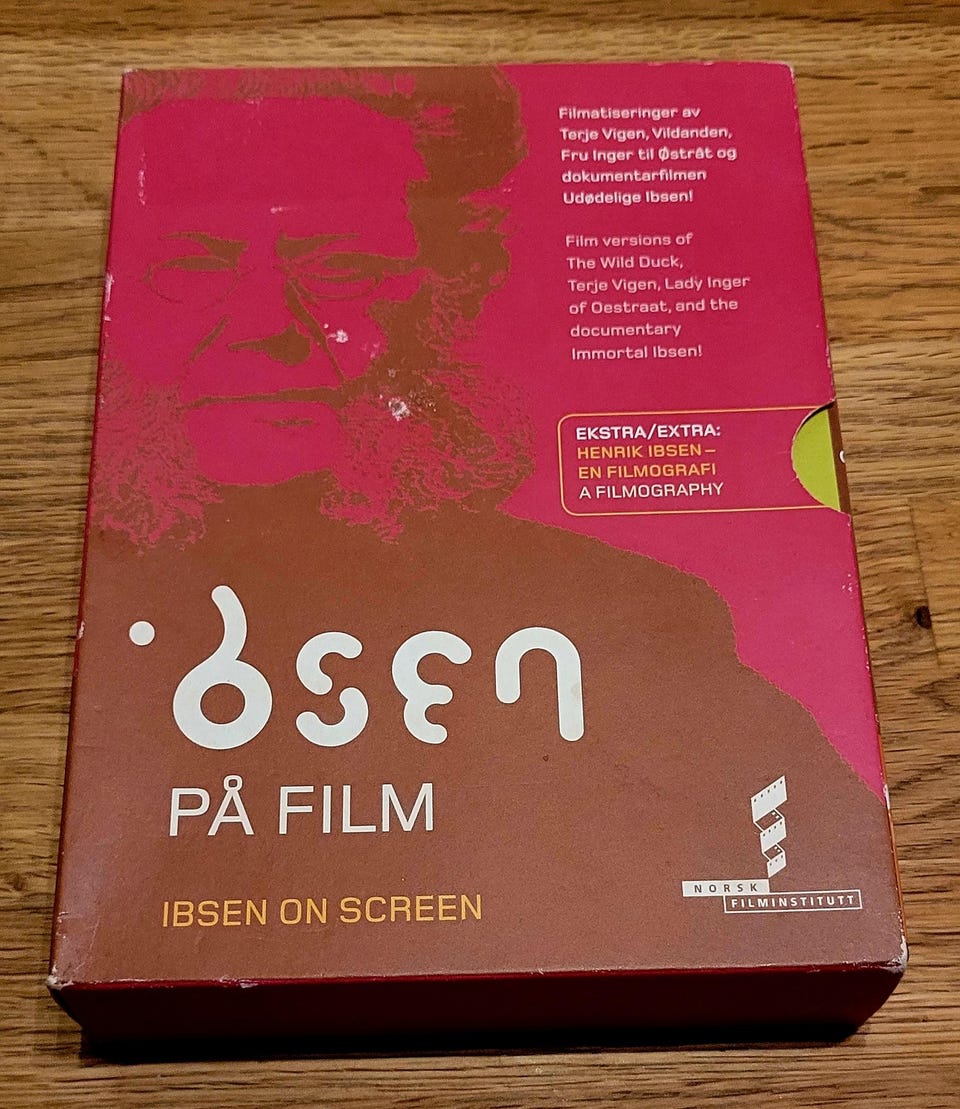 Filmatiseringer av
Terje Vigen, Vildanden,
Fru Inger til Østråt og
dokumentarfilmen
Udødelige Ibsen!
Film versions of
The Wild Duck,
Terje Vigen, Lady Inger
of Oestraat, and the
documentary
Immortal Ibsen!
EKSTRA/EXTRA:
HENRIK IBSEN –
EN FILMOGRAFI
A FILMOGRAPHY
ibsen
PÅ FILM
IBSEN ON SCREEN
NORSK
FILMINSTITUTT